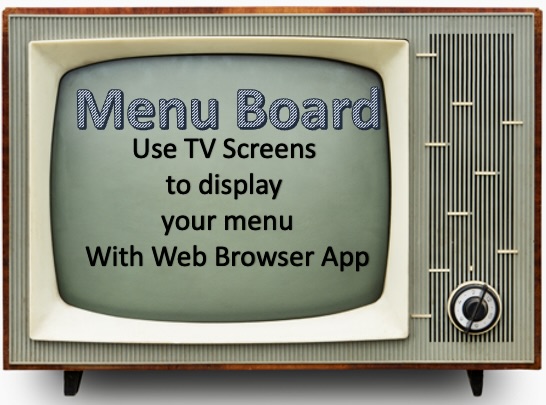 Menu Board
Use TV Screens
to display
your menu
With Web Browser App